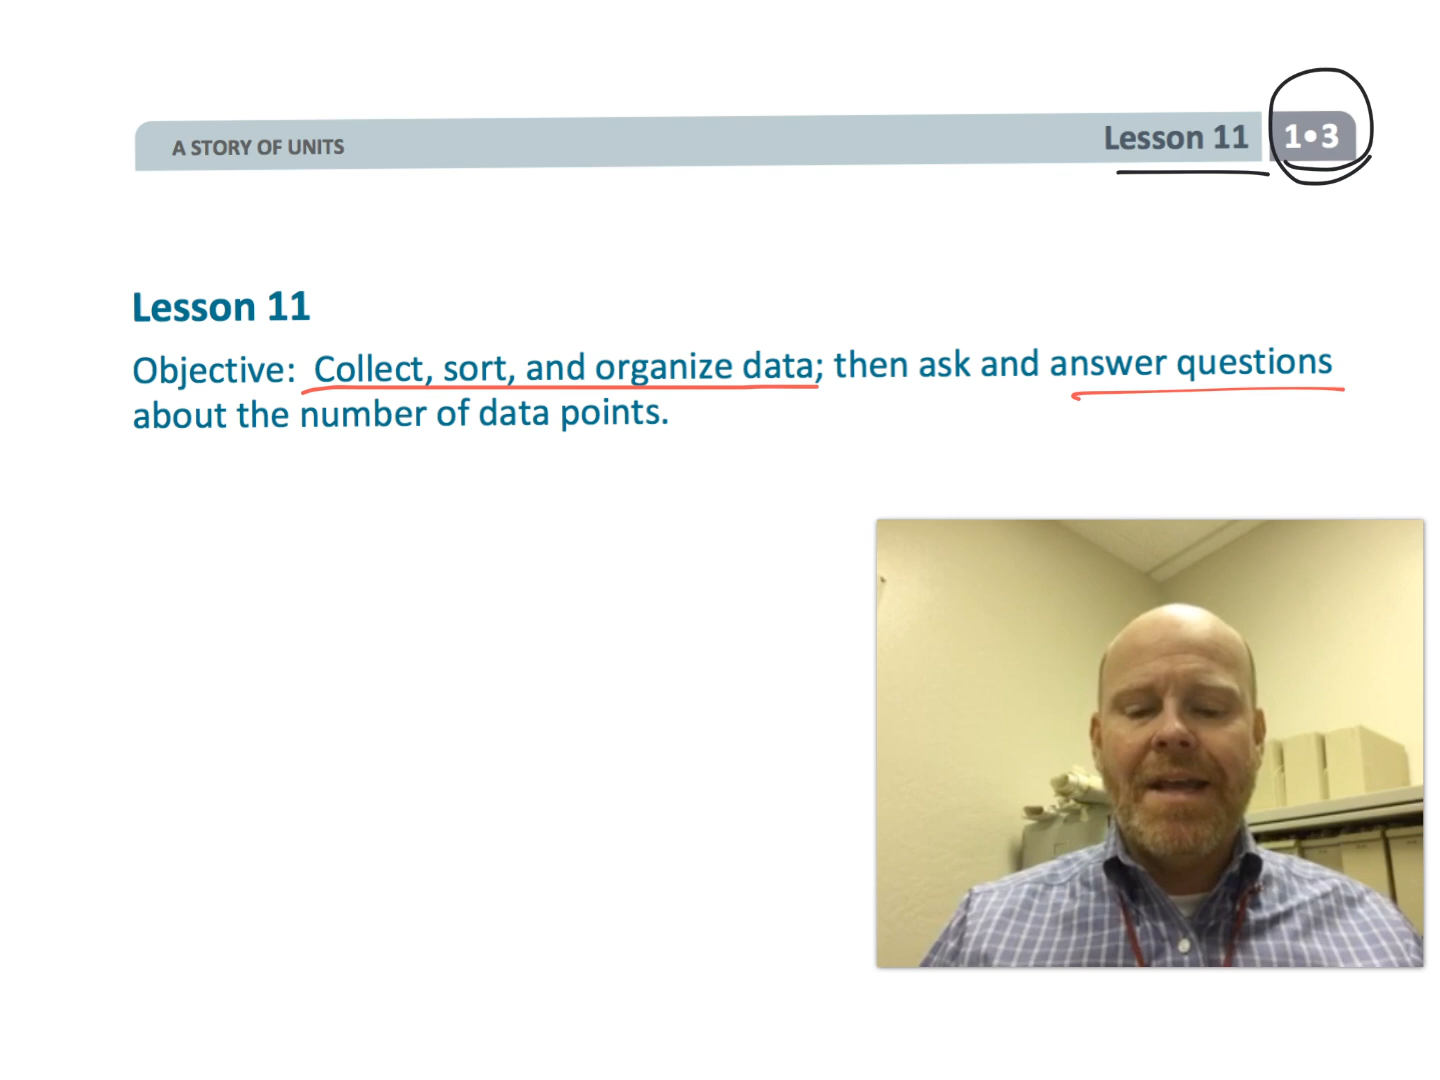 A STORY OF UNITS
Lesson 11 1•3
Lesson 11
Objective: Collect, sort, and organize data; then ask and answer questions
about the number of data points.